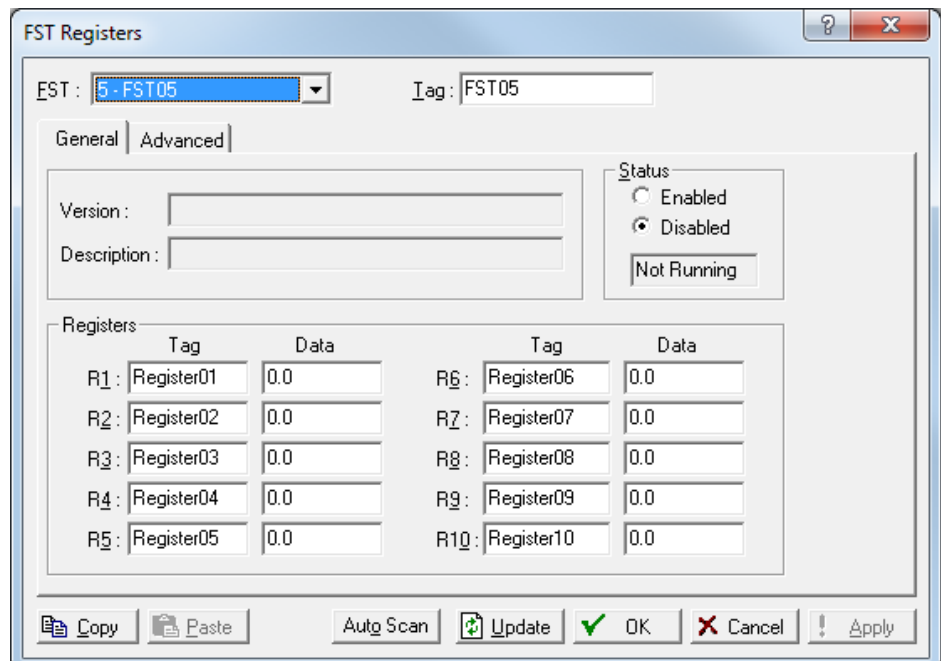 FST Registers
FST : 5 - FST05 Tag : FST05
General Advanced
Status
Version :
Enabled
Disabled
Description :
Not Running
Registers
Tag Data Tag Data
R1 : Register01 0.0 R6 : Register06 0.0
R2 : Register02 0.0 R7 : Register07 0.0
R3 : Register03 0.0 R8 : Register08 0.0
R4 : Register04 0.0 R9 : Register09 0.0
R5 : Register05 0.0 R10 : Register10 0.0
Copy Paste Auto Scan Update OK Cancel ! Apply